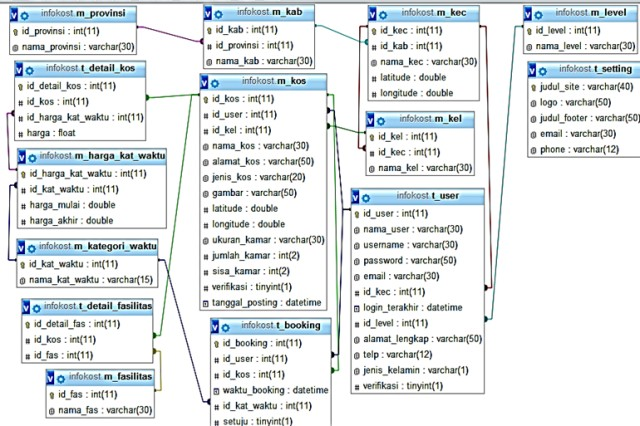 infokost.m_provinsi
id_provinsi : int(11)
nama_provinsi : varchar(30)
infokost.m_kab
id_kab : int(11)
id_provinsi : int(11)
nama_kab : varchar(30)
infokost.m_kec
id_kec : int(11)
id_kab : int(11)
nama_kec : varchar(30)
latitude : double
longitude : double
infokost.m_level
id_level : int(11)
nama_level : varchar(30)
infokost.t_setting
judul_site : varchar(40)
logo : varchar(50)
judul_footer : varchar(50)
email : varchar(30)
phone : varchar(12)
infokost.t_detail_kos
id_detail_kos : int(11)
id_kos : int(11)
id_harga_kat_waktu : int(11)
harga : float
infokost.m_kos
id_kos : int(11)
id_user : int(11)
id_kel : int(11)
nama_kos : varchar(30)
alamat_kos : varchar(50)
jenis_kos : varchar(20)
gambar : varchar(50)
latitude : double
longitude : double
ukuran_kamar : varchar(30)
jumlah_kamar : int(2)
sisa_kamar : int(2)
verifikasi : tinyint(1)
tanggal_posting : datetime
infokost.m_kel
id_kel : int(11)
id_kec : int(11)
nama_kel : varchar(30)
infokost.m_harga_kat_waktu
id_harga_kat_waktu : int(11)
id_kat_waktu : int(11)
harga_mulai : double
harga_akhir : double
infokost.t_user
id_user : int(11)
nama_user : varchar(30)
username : varchar(30)
password : varchar(50)
email : varchar(30)
id_kec : int(11)
login_terakhir : datetime
id_level : int(11)
alamat_lengkap : varchar(50)
telp : varchar(12)
jenis_kelamin : varchar(1)
verifikasi : tinyint(1)
infokost.m_kategori_waktu
id_kat_waktu : int(11)
nama_kat_waktu : varchar(15)
infokost.t_detail_fasilitas
id_detail_fas : int(11)
id_kos : int(11)
id_fas : int(11)
infokost.t_booking
id_booking : int(11)
id_user : int(11)
id_kos : int(11)
waktu_booking : datetime
id_kat_waktu : int(11)
setuju : tinyint(1)
infokost.m_fasilitas
id_fas : int(11)
nama_fas : varchar(30)